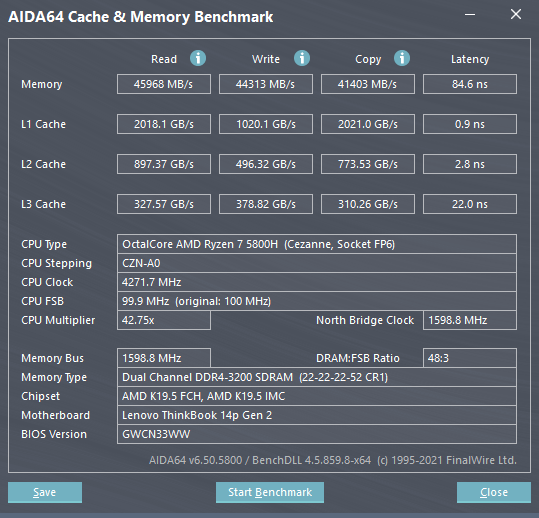 AIDA64 Cache & Memory Benchmark
Read Write Copy Latency
Memory 45968 MB/s 44313 MB/s 41403 MB/s 84.6 ns
L1 Cache 2018.1 GB/s 1020.1 GB/s 2021.0 GB/s 0.9 ns
L2 Cache 897.37 GB/s 496.32 GB/s 773.53 GB/s 2.8 ns
L3 Cache 327.57 GB/s 378.82 GB/s 310.26 GB/s 22.0 ns
CPU Type OctalCore AMD Ryzen 7 5800H (Cezanne, Socket FP6)
CPU Stepping CZN-A0
CPU Clock 4271.7 MHz
CPU FSB 99.9 MHz (original: 100 MHz)
CPU Multiplier 42.75x North Bridge Clock 1598.8 MHz
Memory Bus 1598.8 MHz DRAM:FSB Ratio 48:3
Memory Type Dual Channel DDR4-3200 SDRAM (22-22-22-52 CR1)
Chipset AMD K19.5 FCH, AMD K19.5 IMC
Motherboard Lenovo ThinkBook 14p Gen 2
BIOS Version GWCN33WW
AIDA64 v6.50.5800 / BenchDLL 4.5.859.8-x64 (c) 1995-2021 FinalWire Ltd.
Save Start Benchmark Close